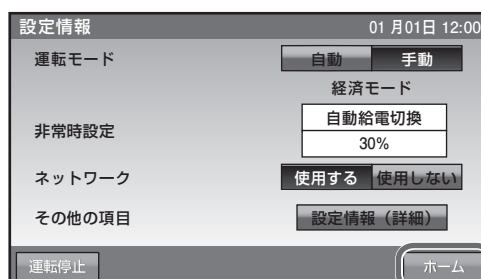 設定情報 01月01日 12:00
運転モード 自動 手動
経済モード
非常時設定 自動給電切換
30%
ネットワーク 使用する 使用しない
その他の項目 設定情報（詳細）
運転停止 ホーム